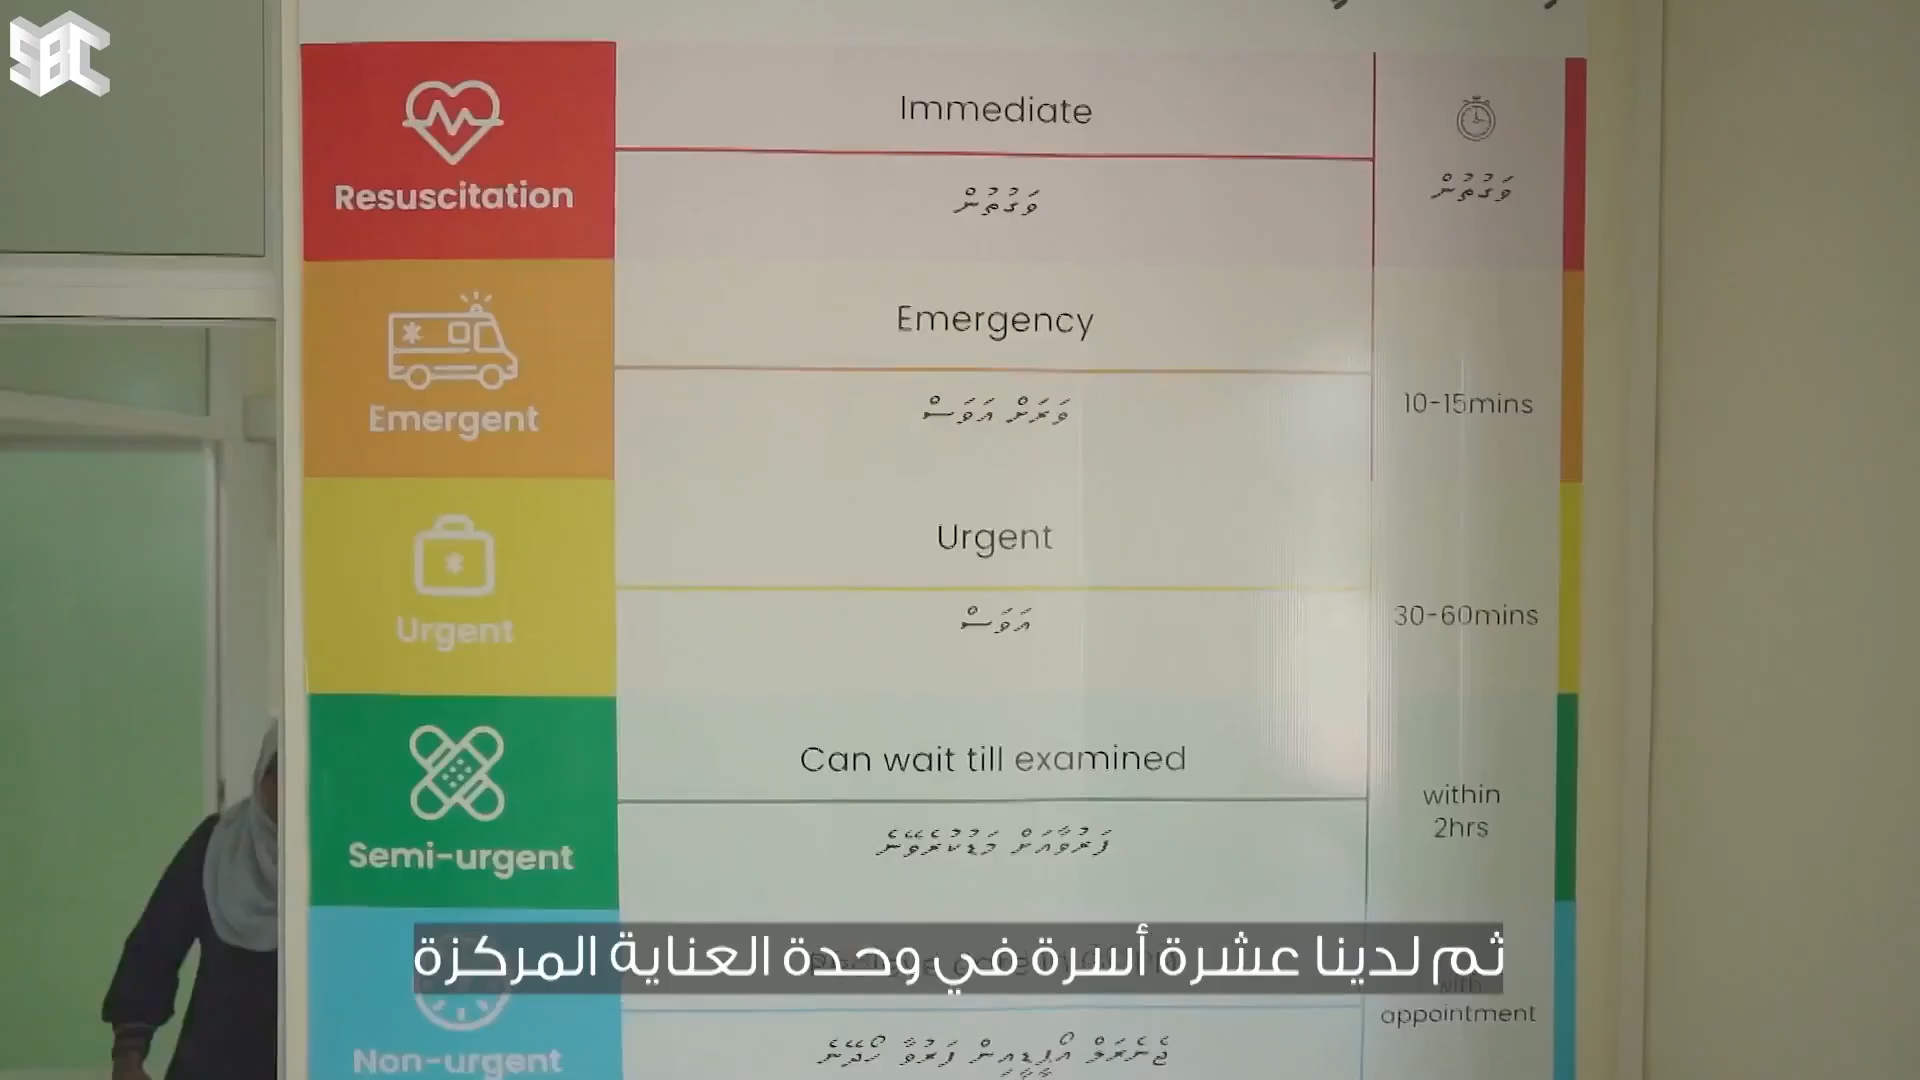 SBC
Resuscitation
Immediate
ވަގުތުން
ވަގުތުން
Emergent
Emergency
ވަރަށް އަވަސް
10-15mins
Urgent
Urgent
އަވަސް
30-60mins
Semi-urgent
Can wait till examined
ފަރުވާއަށް މަޑުކުރެވޭނެ
within
2hrs
ثم لدينا عشرة أسرة في وحدة العناية المركزة
with
appointment
Non-urgent
ޖެނެރަލް އޯޕީޑީއިން ފަރުވާ ހޯދޭނެ